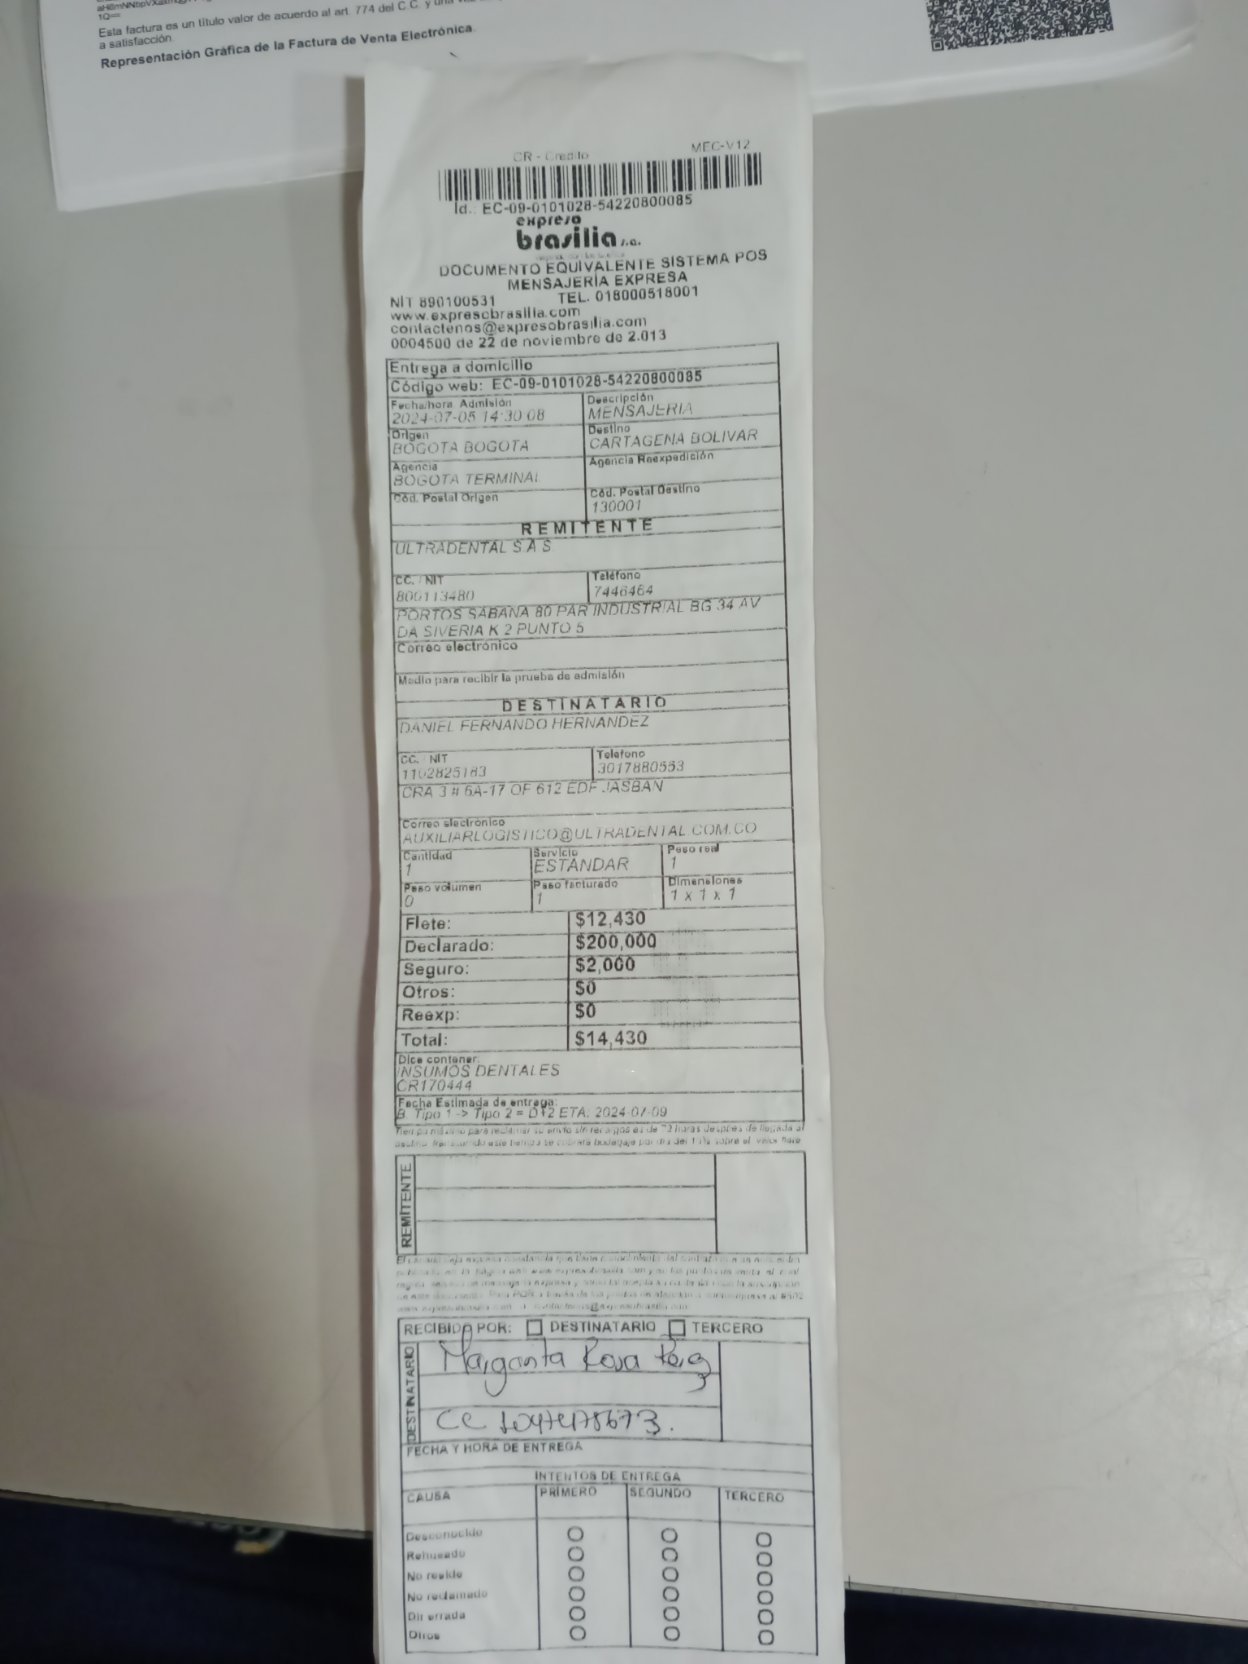 Esta factura es un título valor de acuerdo al art. 774 del C.C. y una
a satisfacción.
Representación Gráfica de la Factura de Venta Electrónica.
CR - Credito MEC-V12
Id.: EC-09-0101028-54220800085
expreso
brasilia s.a.
DOCUMENTO EQUIVALENTE SISTEMA POS
MENSAJERÍA EXPRESA
NIT 890100531 TEL. 018000518001
www.expresobrasilia.com
contactenos@expresobrasilia.com
0004500 de 22 de noviembre de 2.013
Entrega a domicilio
Código web: EC-09-0101028-54220800085
Fecha/hora Admisión Descripción
2024-07-05 14:30:08 MENSAJERIA
Origen Destino
BOGOTA BOGOTA CARTAGENA BOLIVAR
Agencia Agencia Reexpedición
BOGOTA TERMINAL
Cód. Postal Origen Cód. Postal Destino
130001
REMITENTE
ULTRADENTAL S A S
CC. / NIT Teléfono
800113480 7446464
PORTOS SABANA 80 PAR INDUSTRIAL BG 34 AV
DA SIVERIA K 2 PUNTO 5
Correo electrónico
Medio para recibir la prueba de admisión
DESTINATARIO
DANIEL FERNANDO HERNANDEZ
CC. / NIT Telefono
1102825183 3017880553
CRA 3 # 6A-17 OF 612 EDF JASBAN
Correo electrónico
AUXILIARLOGISTICO@ULTRADENTAL.COM.CO
Cantidad Servicio Peso real
1 ESTANDAR 1
Peso volumen Peso facturado Dimensiones
0 1 1 x 1 x 1
Flete: $12,430
Declarado: $200,000
Seguro: $2,000
Otros: $0
Reexp: $0
Total: $14,430
Dice contener:
INSUMOS DENTALES
CR170444
Fecha Estimada de entrega:
B. Tipo 1 -> Tipo 2 = D+2 ETA: 2024-07-09
REMITENTE
RECIBIDO POR: DESTINATARIO TERCERO
DESTINATARIO
Margarita Rosa
CC
FECHA Y HORA DE ENTREGA
INTENTOS DE ENTREGA
CAUSA PRIMERO SEGUNDO TERCERO
Desconocido
Rehusado
No reside
No reclamado
Dir errada
Otros